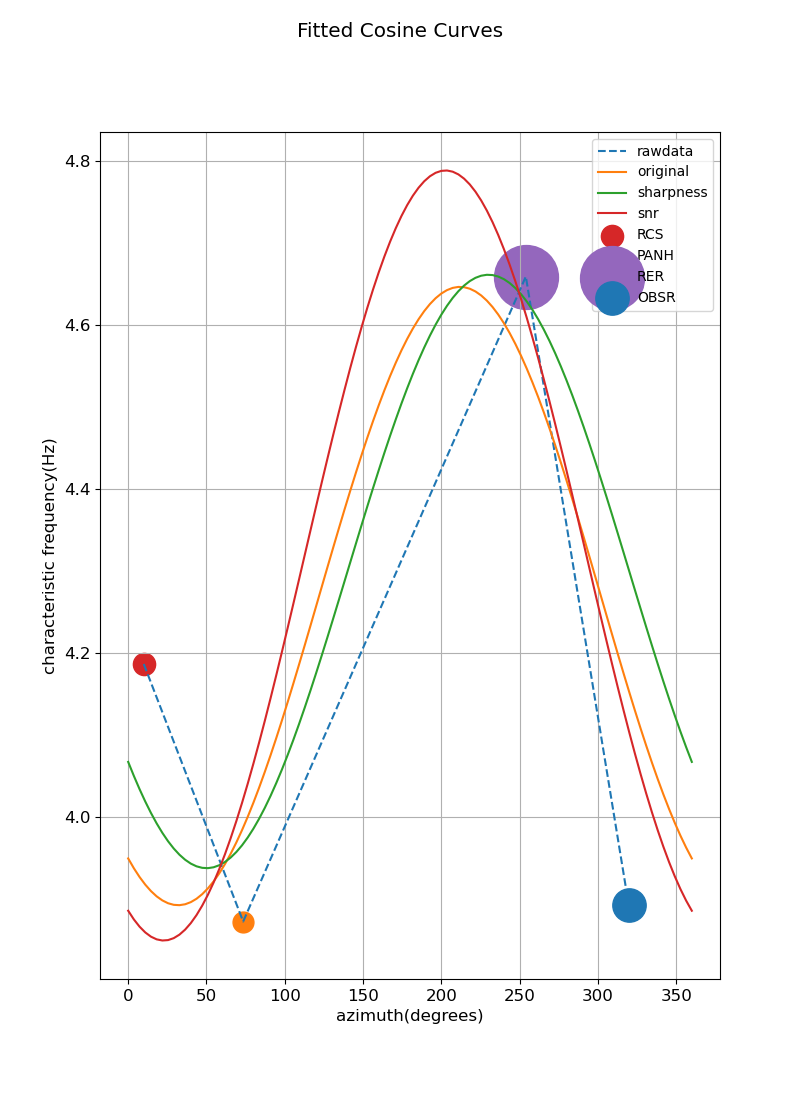 Fitted Cosine Curves
4.8
4.6
4.4
4.2
4.0
characteristic frequency(Hz)
rawdata
original
sharpness
snr
RCS
PANH
RER
OBSR
0 50 100 150 200 250 300 350
azimuth(degrees)